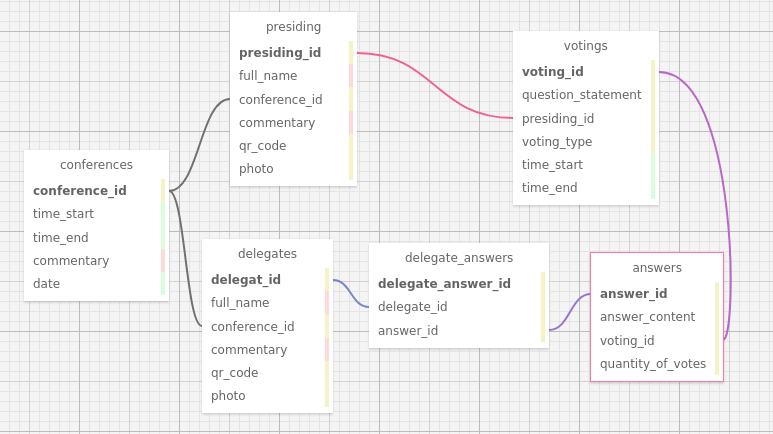 presiding
presiding_id
full_name
conference_id
commentary
qr_code
photo
votings
voting_id
question_statement
presiding_id
voting_type
time_start
time_end
conferences
conference_id
time_start
time_end
commentary
date
delegates
delegat_id
full_name
conference_id
commentary
qr_code
photo
delegate_answers
delegate_answer_id
delegate_id
answer_id
answers
answer_id
answer_content
voting_id
quantity_of_votes